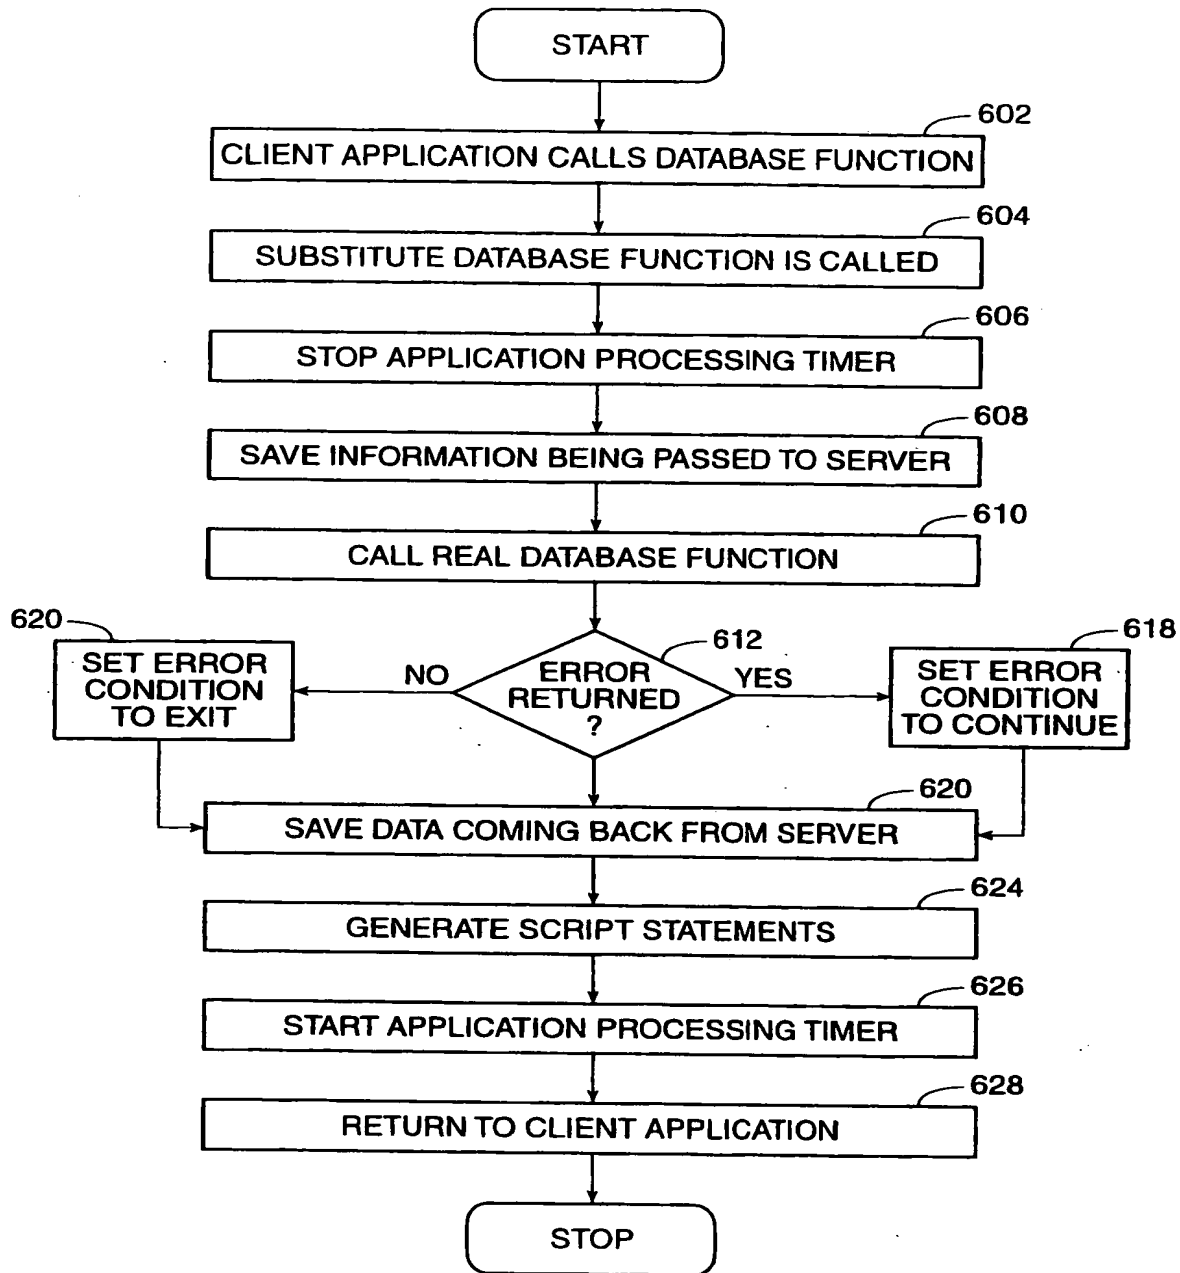 START
602
CLIENT APPLICATION CALLS DATABASE FUNCTION
604
SUBSTITUTE DATABASE FUNCTION IS CALLED
606
STOP APPLICATION PROCESSING TIMER
608
SAVE INFORMATION BEING PASSED TO SERVER
610
CALL REAL DATABASE FUNCTION
620
SET ERROR
CONDITION
TO EXIT
NO
612
ERROR
RETURNED
?
YES
618
SET ERROR
CONDITION
TO CONTINUE
620
SAVE DATA COMING BACK FROM SERVER
624
GENERATE SCRIPT STATEMENTS
626
START APPLICATION PROCESSING TIMER
628
RETURN TO CLIENT APPLICATION
STOP